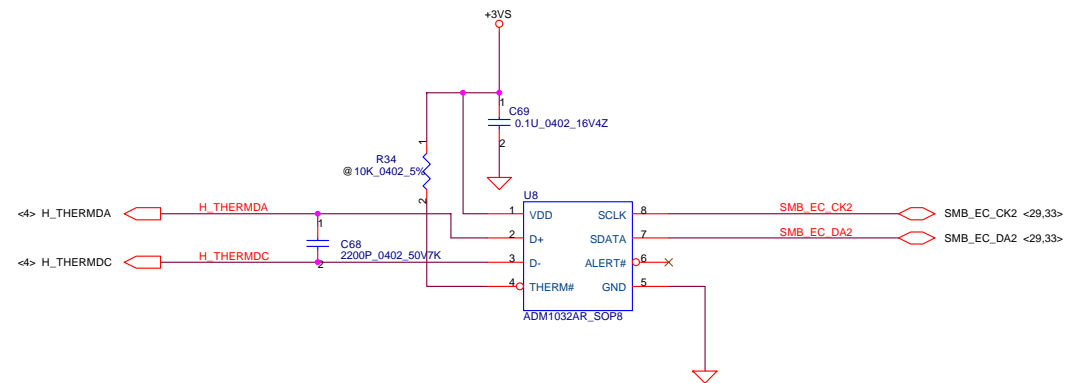 +3VS
1
C69
0.1U_0402_16V4Z
2
1
R34
@ 10K_0402_5%
2
U8
<4> H_THERMDA
H_THERMDA
1
VDD
SCLK
8
SMB_EC_CK2
SMB_EC_CK2 <29,33>
1
2
D+
SDATA
7
SMB_EC_DA2
SMB_EC_DA2 <29,33>
C68
2200P_0402_50V7K
2
<4> H_THERMDC
H_THERMDC
3
D-
ALERT#
6
4
THERM#
GND
5
ADM1032AR_SOP8